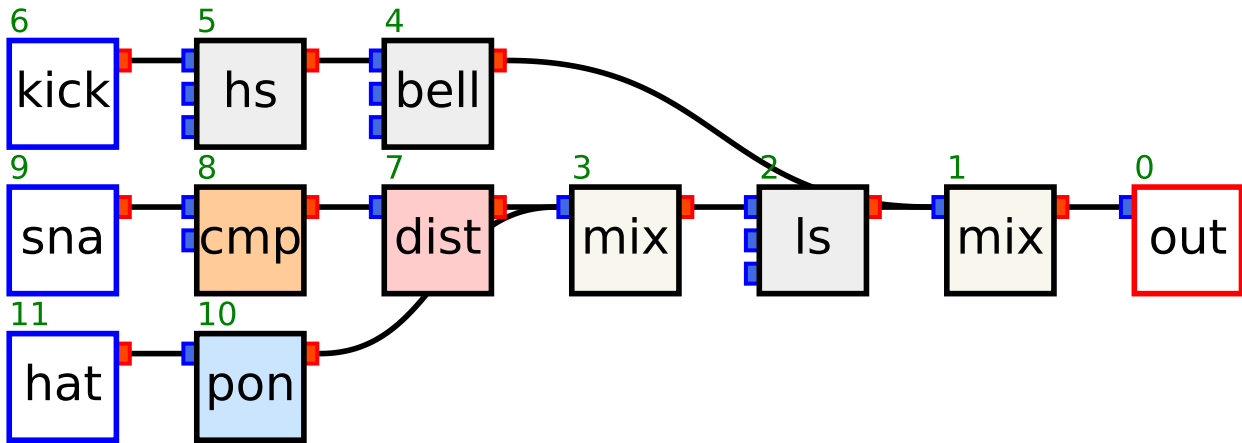 6 5 4
kick hs bell
9 8 7 3 2 1 0
sna cmp dist mix ls mix out
11 10
hat pon